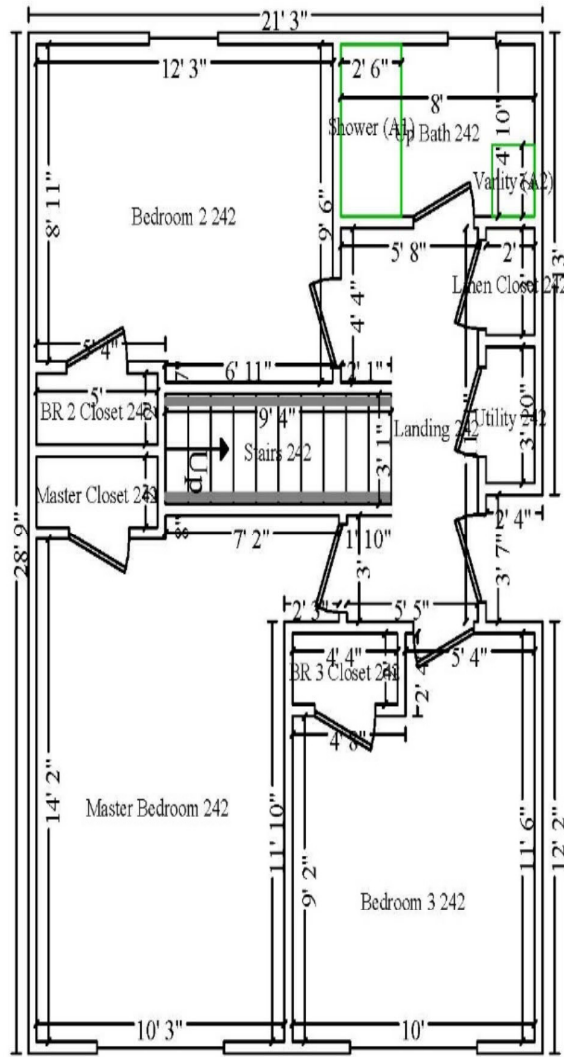 21' 3"
12' 3"
2' 6"
8'
Shower (A1)
Up Bath 242
4' 10"
Vanity (A2)
Bedroom 2 242
8' 11"
9' 6"
5' 8"
2'
13'
4' 4"
Linen Closet 242
5' 4"
6' 11"
2' 1"
7"
5'
BR 2 Closet 242
9' 4"
Landing 242
Utility 242
Stairs 242
Up
3' 1"
Master Closet 242
28' 9"
8"
7' 2"
1' 10"
2' 4"
3'
3' 7"
2' 3"
5' 5"
4' 4"
5' 4"
BR 3 Closet 242
4' 8"
14' 2"
Master Bedroom 242
11' 10"
9' 2"
Bedroom 3 242
11' 6"
12' 2"
10' 3"
10'